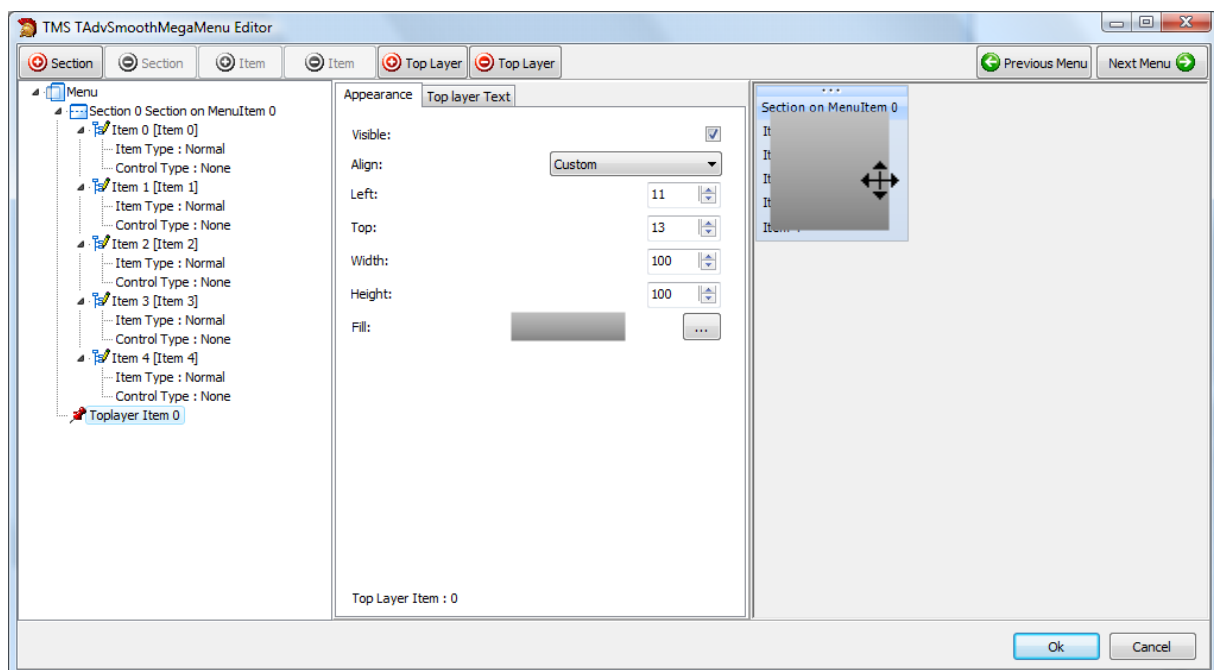 TMS TAdvSmoothMegaMenu Editor
Section Section Item Item Top Layer Top Layer Previous Menu Next Menu
Menu
Section 0 Section on MenuItem 0
Item 0 [Item 0]
Item Type : Normal
Control Type : None
Item 1 [Item 1]
Item Type : Normal
Control Type : None
Item 2 [Item 2]
Item Type : Normal
Control Type : None
Item 3 [Item 3]
Item Type : Normal
Control Type : None
Item 4 [Item 4]
Item Type : Normal
Control Type : None
Toplayer Item 0
Appearance Top layer Text
Visible:
Align: Custom
Left: 11
Top: 13
Width: 100
Height: 100
Fill: ...
Top Layer Item : 0
Section on MenuItem 0
Ok Cancel